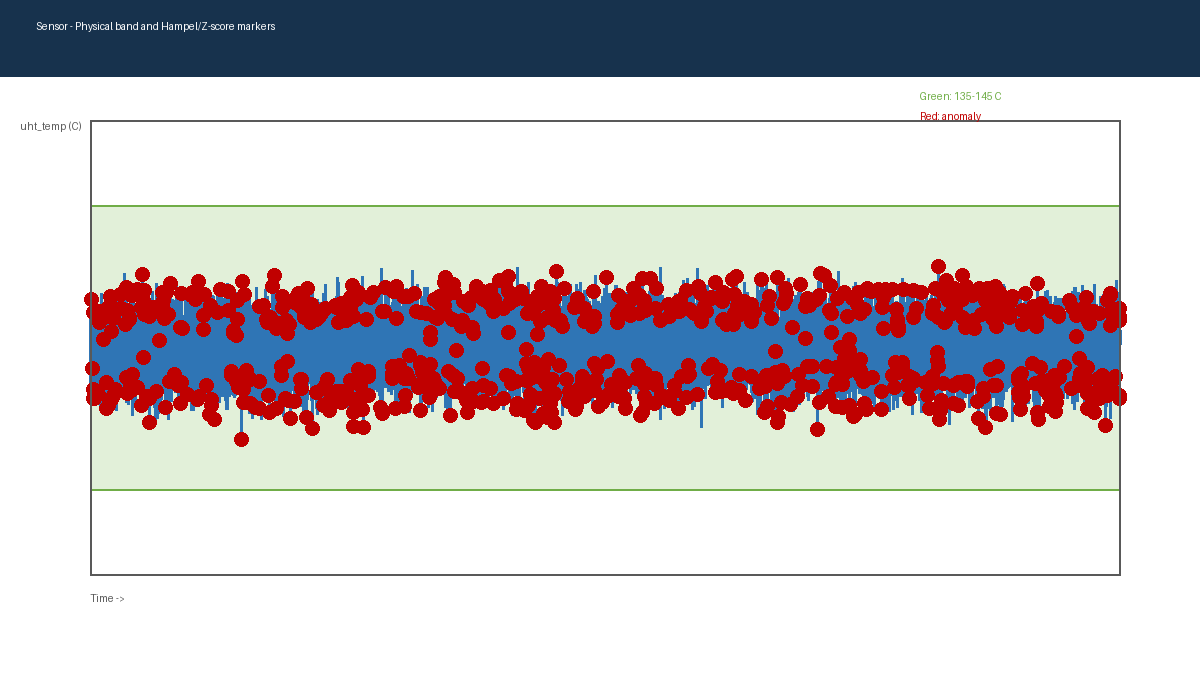 Sensor - Physical band and Hampel/Z-score markers
Green: 135-145 C
Red: anomaly
uht_temp (C)
Time ->